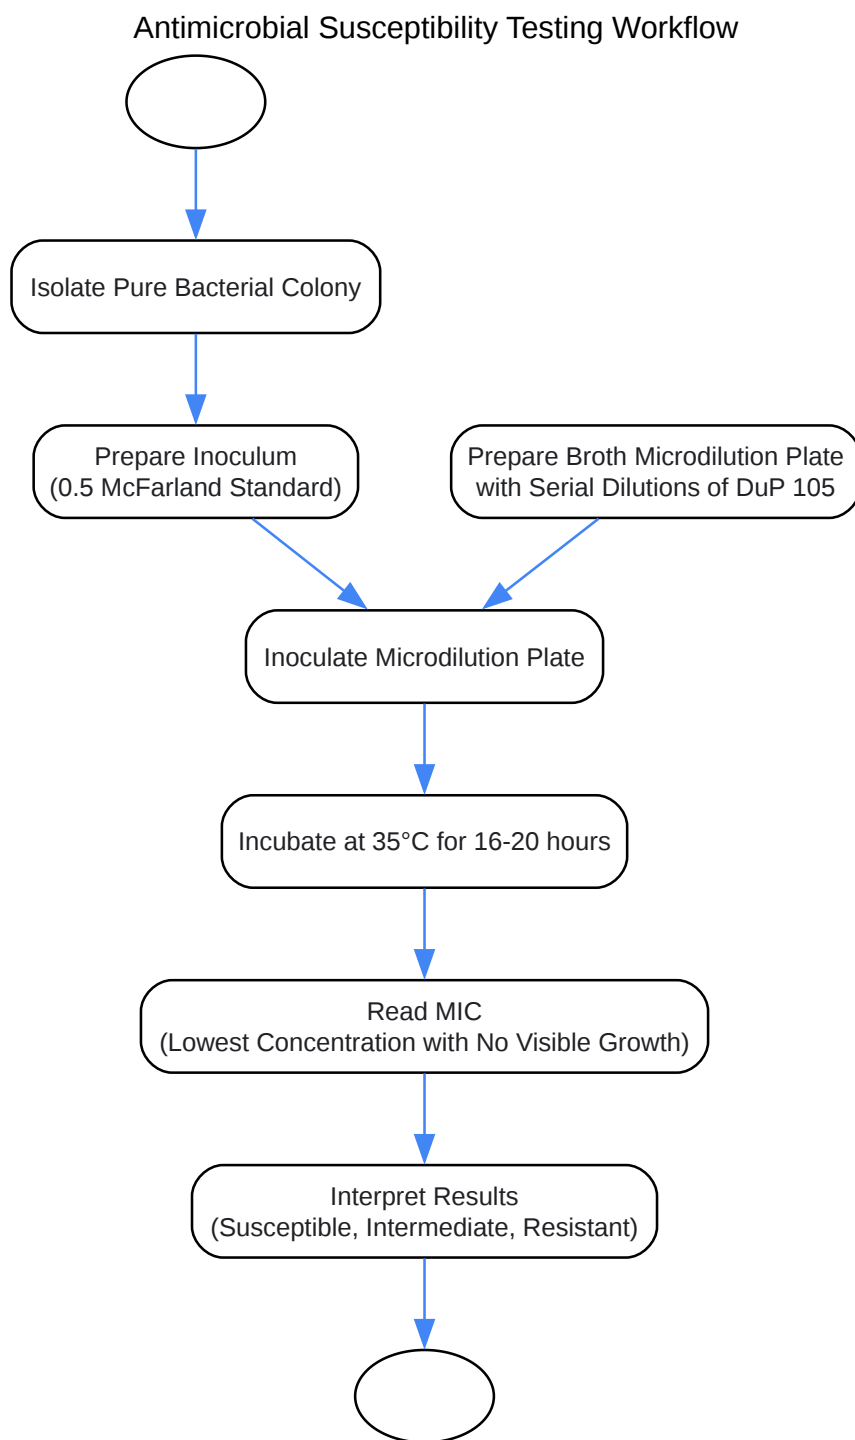 Antimicrobial Susceptibility Testing Workflow
Isolate Pure Bacterial Colony
Prepare Inoculum
(0.5 McFarland Standard)
Prepare Broth Microdilution Plate
with Serial Dilutions of DuP 105
Inoculate Microdilution Plate
Incubate at 35°C for 16-20 hours
Read MIC
(Lowest Concentration with No Visible Growth)
Interpret Results
(Susceptible, Intermediate, Resistant)